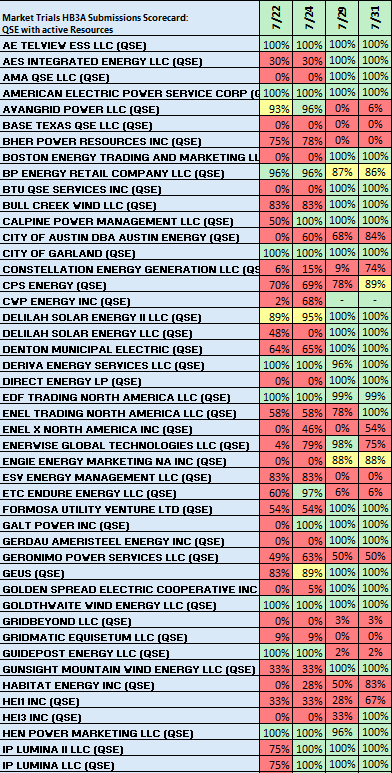 Market Trials HB3A Submissions Scorecard: 7/22 7/24 7/29 7/31
QSE with active Resources
AE TELVIEW ESS LLC (QSE) 100% 100% 100% 100%
AES INTEGRATED ENERGY LLC (QSE) 30% 30% 100% 100%
AMA QSE LLC (QSE) 0% 0% 100% 100%
AMERICAN ELECTRIC POWER SERVICE CORP ( 100% 100% 100% 100%
AVANGRID POWER LLC (QSE) 93% 96% 0% 6%
BASE TEXAS QSE LLC (QSE) 0% 0% 0% 0%
BHER POWER RESOURCES INC (QSE) 75% 78% 0% 0%
BOSTON ENERGY TRADING AND MARKETING LL 0% 0% 100% 100%
BP ENERGY RETAIL COMPANY LLC (QSE) 96% 96% 87% 86%
BTU QSE SERVICES INC (QSE) 0% 0% 100% 100%
BULL CREEK WIND LLC (QSE) 83% 83% 100% 100%
CALPINE POWER MANAGEMENT LLC (QSE) 50% 100% 100% 100%
CITY OF AUSTIN DBA AUSTIN ENERGY (QSE) 0% 60% 68% 84%
CITY OF GARLAND (QSE) 100% 100% 100% 100%
CONSTELLATION ENERGY GENERATION LLC (QS 6% 15% 9% 74%
CPS ENERGY (QSE) 70% 69% 78% 89%
CWP ENERGY INC (QSE) 2% 68% - -
DELILAH SOLAR ENERGY II LLC (QSE) 89% 95% 100% 100%
DELILAH SOLAR ENERGY LLC (QSE) 48% 0% 100% 100%
DENTON MUNICIPAL ELECTRIC (QSE) 64% 65% 100% 100%
DERIVA ENERGY SERVICES LLC (QSE) 100% 100% 96% 100%
DIRECT ENERGY LP (QSE) 0% 0% 100% 100%
EDF TRADING NORTH AMERICA LLC (QSE) 100% 100% 99% 99%
ENEL TRADING NORTH AMERICA LLC (QSE) 58% 58% 78% 100%
ENEL X NORTH AMERICA INC (QSE) 0% 46% 0% 54%
ENERWISE GLOBAL TECHNOLOGIES LLC (QSE) 4% 79% 98% 75%
ENGIE ENERGY MARKETING NA INC (QSE) 0% 0% 88% 88%
ESV ENERGY MANAGEMENT LLC (QSE) 83% 83% 0% 0%
ETC ENDURE ENERGY LLC (QSE) 60% 97% 6% 6%
FORMOSA UTILITY VENTURE LTD (QSE) 54% 54% 100% 100%
GALT POWER INC (QSE) 0% 100% 100% 100%
GERDAU AMERISTEEL ENERGY INC (QSE) 0% 0% 100% 100%
GERONIMO POWER SERVICES LLC (QSE) 49% 63% 50% 50%
GEUS (QSE) 83% 89% 100% 100%
GOLDEN SPREAD ELECTRIC COOPERATIVE INC 0% 5% 100% 100%
GOLDTHWAITE WIND ENERGY LLC (QSE) 100% 100% 100% 100%
GRIDBEYOND LLC (QSE) 0% 0% 3% 3%
GRIDMATIC EQUISETUM LLC (QSE) 9% 9% 0% 0%
GUIDEPOST ENERGY LLC (QSE) 100% 100% 2% 2%
GUNSIGHT MOUNTAIN WIND ENERGY LLC (QSE) 33% 33% 100% 100%
HABITAT ENERGY INC (QSE) 0% 28% 50% 83%
HEI1 INC (QSE) 33% 33% 28% 67%
HEI3 INC (QSE) 0% 0% 33% 100%
HEN POWER MARKETING LLC (QSE) 100% 100% 96% 100%
IP LUMINA II LLC (QSE) 75% 100% 100% 100%
IP LUMINA LLC (QSE) 75% 100% 100% 100%